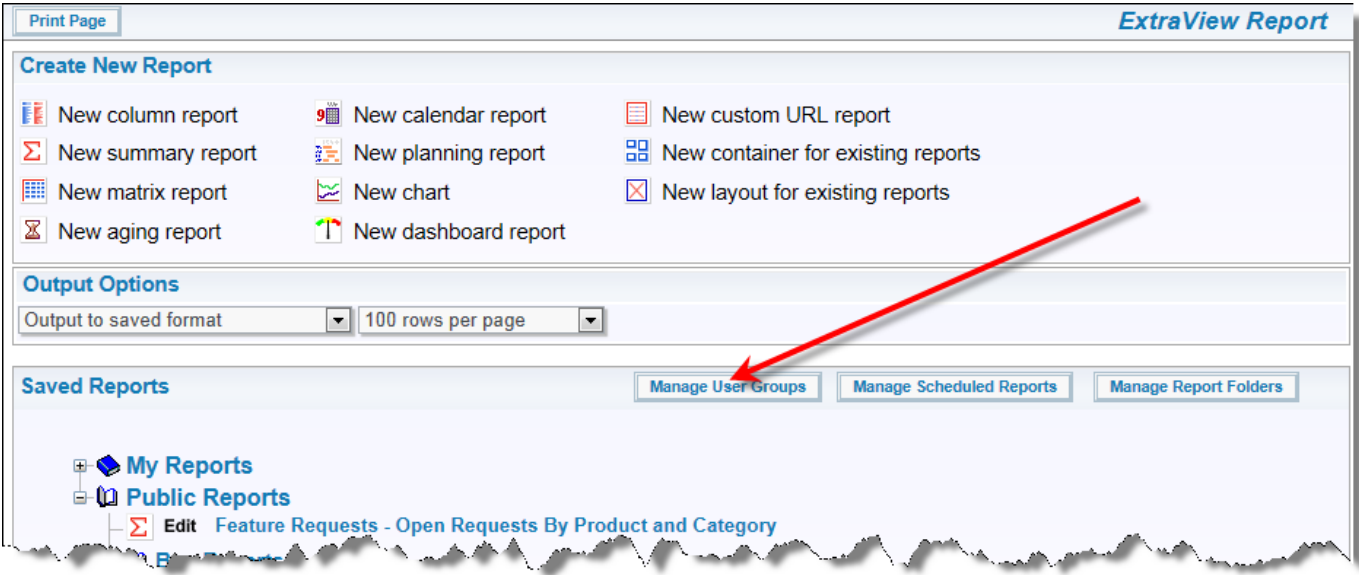 Print Page
ExtraView Report
Create New Report
New column report
New calendar report
New custom URL report
New summary report
New planning report
New container for existing reports
New matrix report
New chart
New layout for existing reports
New aging report
New dashboard report
Output Options
Output to saved format
100 rows per page
Saved Reports
Manage User Groups
Manage Scheduled Reports
Manage Report Folders
My Reports
Public Reports
Edit Feature Requests - Open Requests By Product and Category